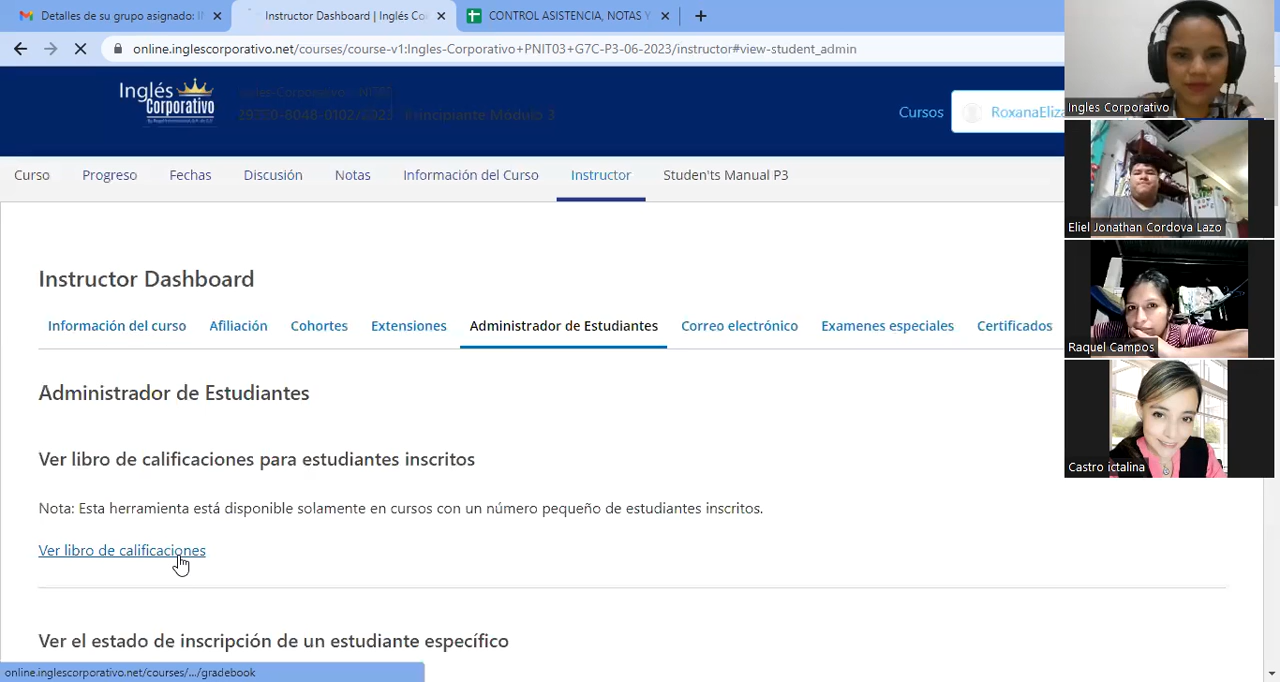 Detalles de su grupo asignado: I
Instructor Dashboard | Inglés Co
CONTROL ASISTENCIA, NOTAS Y
online.inglescorporativo.net/courses/course-v1:Ingles-Corporativo+PNIT03+G7C-P3-06-2023/instructor#view-student_admin
Inglés
Corporativo
Principiante Módulo 3
Cursos
RoxanaEliza
Curso
Progreso
Fechas
Discusión
Notas
Información del Curso
Instructor
Studen'ts Manual P3
Instructor Dashboard
Información del curso
Afiliación
Cohortes
Extensiones
Administrador de Estudiantes
Correo electrónico
Examenes especiales
Certificados
Administrador de Estudiantes
Ver libro de calificaciones para estudiantes inscritos
Nota: Esta herramienta está disponible solamente en cursos con un número pequeño de estudiantes inscritos.
Ver libro de calificaciones
Ver el estado de inscripción de un estudiante específico
online.inglescorporativo.net/courses/.../gradebook
Ingles Corporativo
Eliel Jonathan Cordova Lazo
Raquel Campos
Castro ictalina